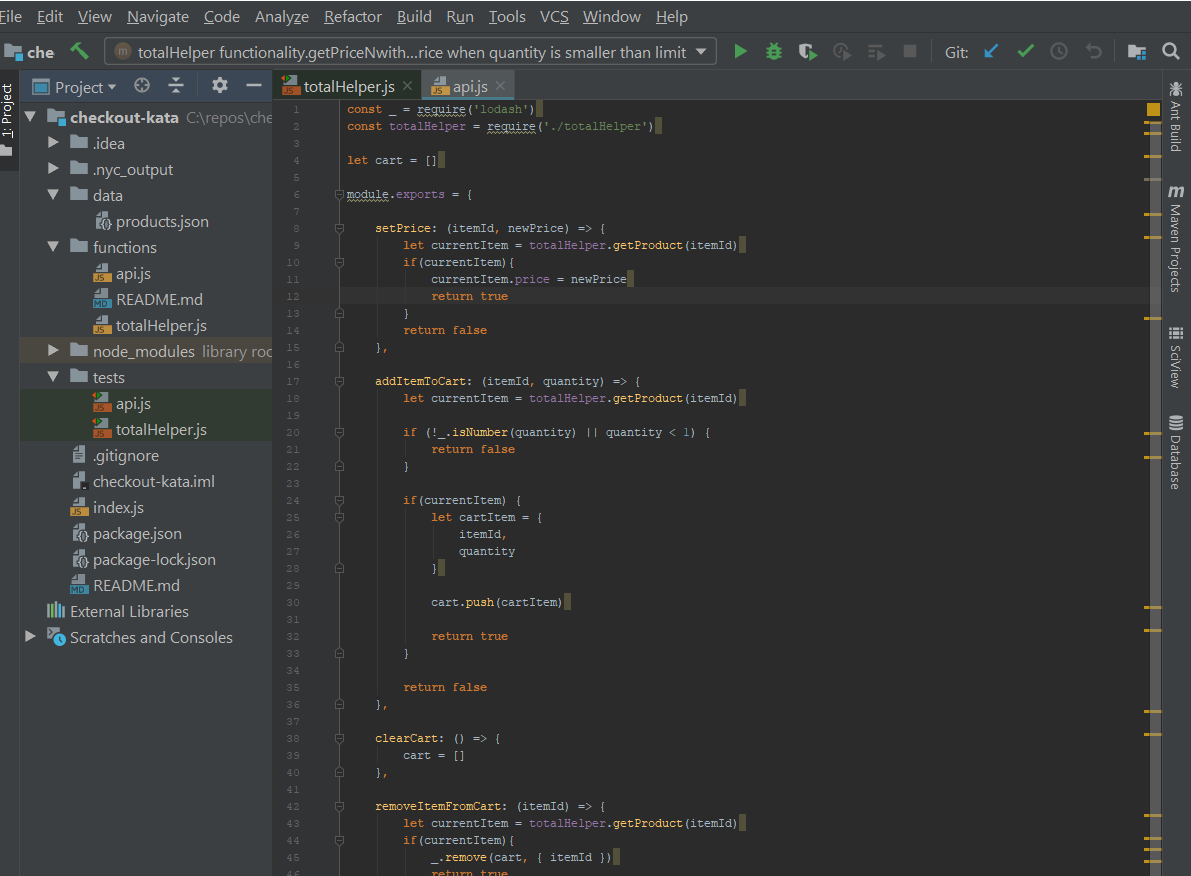 File Edit View Navigate Code Analyze Refactor Build Run Tools VCS Window Help
che totalHelper functionality.getPriceNwith...rice when quantity is smaller than limit Git:
Project totalHelper.js api.js
1: Project
checkout-kata C:\repos\che
.idea
.nyc_output
data
products.json
functions
api.js
README.md
totalHelper.js
node_modules library roo
tests
api.js
totalHelper.js
.gitignore
checkout-kata.iml
index.js
package.json
package-lock.json
README.md
External Libraries
Scratches and Consoles
1 const _ = require('lodash')
2 const totalHelper = require('./totalHelper')
3
4 let cart = []
5
6 module.exports = {
7
8 setPrice: (itemId, newPrice) => {
9 let currentItem = totalHelper.getProduct(itemId)
10 if(currentItem){
11 currentItem.price = newPrice
12 return true
13 }
14 return false
15 },
16
17 addItemToCart: (itemId, quantity) => {
18 let currentItem = totalHelper.getProduct(itemId)
19
20 if (!_.isNumber(quantity) || quantity < 1) {
21 return false
22 }
23
24 if(currentItem) {
25 let cartItem = {
26 itemId,
27 quantity
28 }
29
30 cart.push(cartItem)
31
32 return true
33 }
34
35 return false
36 },
37
38 clearCart: () => {
39 cart = []
40 },
41
42 removeItemFromCart: (itemId) => {
43 let currentItem = totalHelper.getProduct(itemId)
44 if(currentItem){
45 _.remove(cart, { itemId })
46 return true
Ant Build
m Maven Projects
SciView
Database